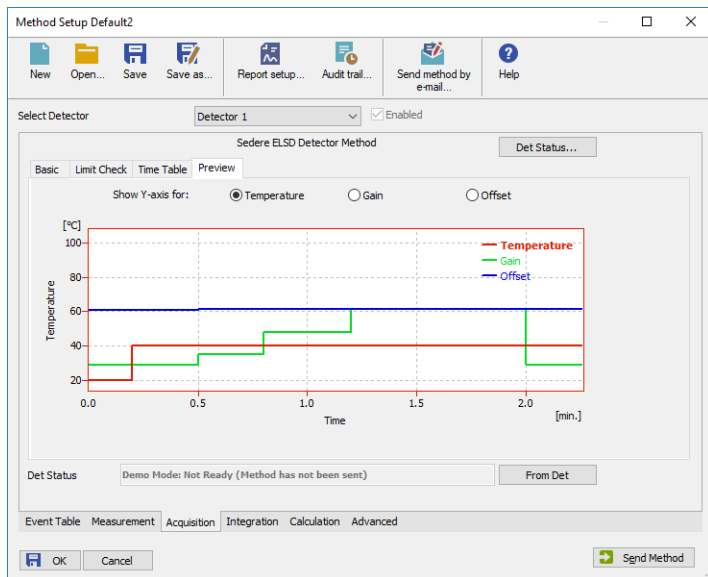 Method Setup Default2
New Open... Save Save as... Report setup... Audit trail... Send method by e-mail... Help
Select Detector Detector 1 Enabled
Sedere ELSD Detector Method Det Status...
Basic Limit Check Time Table Preview
Show Y-axis for: Temperature Gain Offset
[°C]
100
80
60
40
20
Temperature
Temperature
Gain
Offset
0.0 0.5 1.0 1.5 2.0
Time [min.]
Det Status Demo Mode: Not Ready (Method has not been sent) From Det
Event Table Measurement Acquisition Integration Calculation Advanced
OK Cancel Send Method